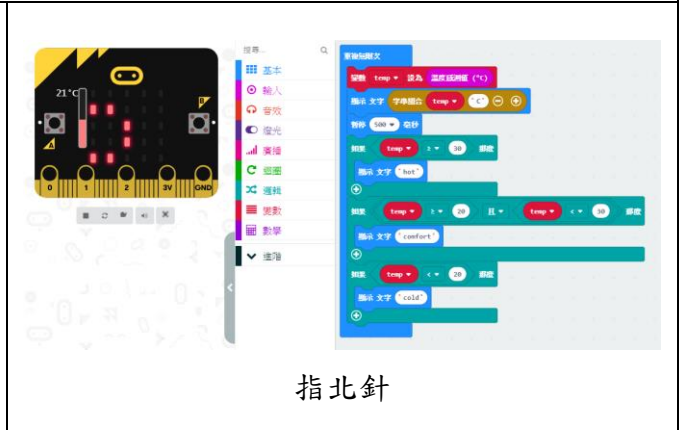 搜尋...
21°C
B
A
0 1 2 3V GND
基本
輸入
音效
燈光
廣播
迴圈
邏輯
變數
數學
進階
重複無限次
變數 temp 設為 溫度感測值 (°C)
顯示 文字 字串組合 temp "C"
暫停 500 毫秒
如果 temp ≥ 30 那麼
顯示 文字 "hot"
如果 temp ≥ 20 且 temp < 30 那麼
顯示 文字 "comfort"
如果 temp < 20 那麼
顯示 文字 "cold"
指北針